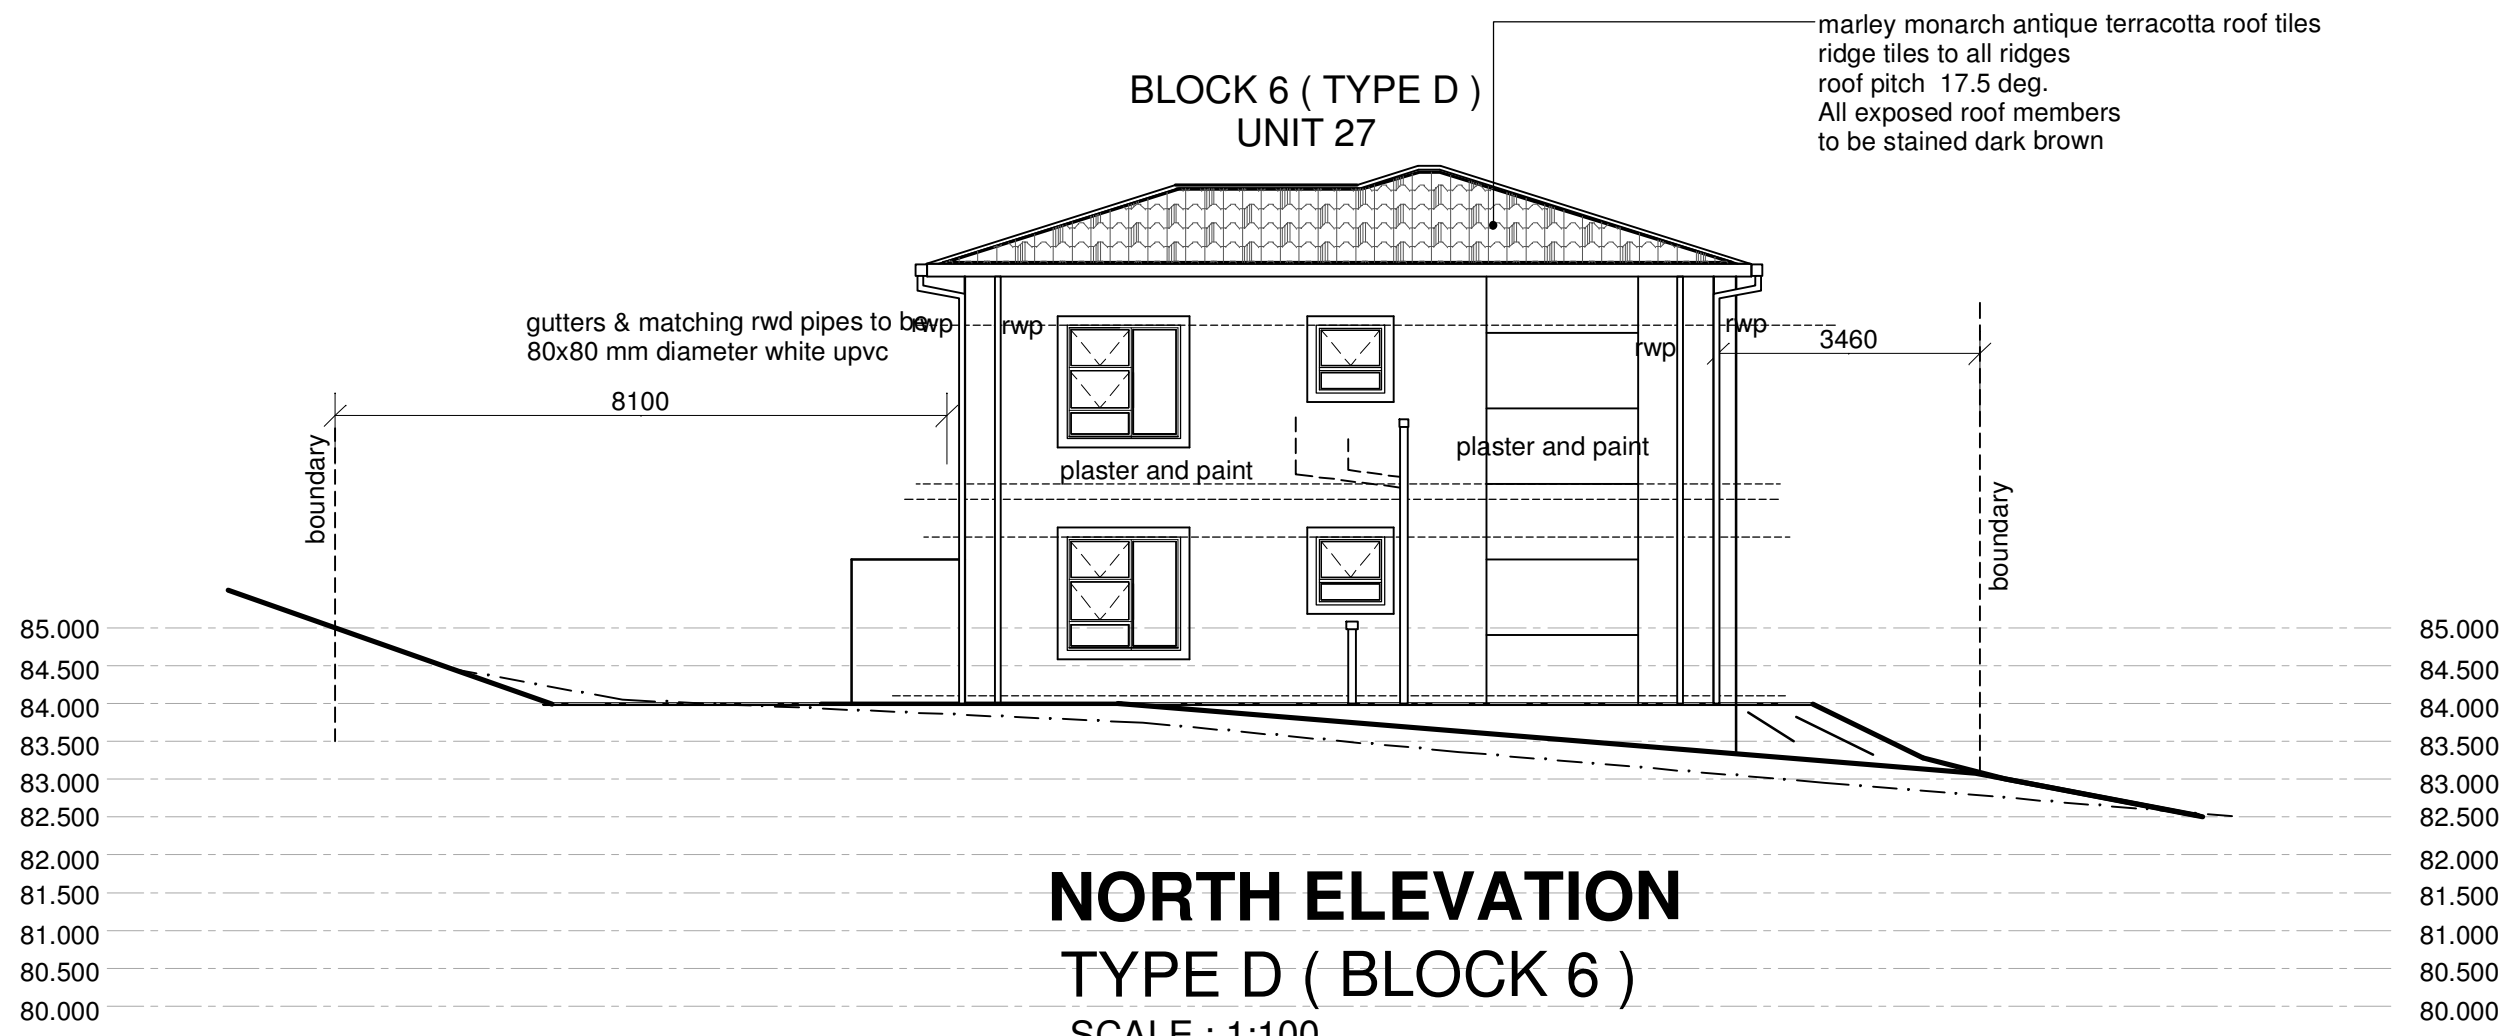 marley monarch antique terracotta roof tiles
ridge tiles to all ridges
roof pitch 17.5 deg.
All exposed roof members
to be stained dark brown
BLOCK 6 ( TYPE D )
UNIT 27
gutters & matching rwd pipes to be
80x80 mm diameter white upvc
rwp
rwp
rwp
rwp
3460
8100
boundary
plaster and paint
plaster and paint
boundary
85.000
85.000
84.500
84.500
84.000
84.000
83.500
83.500
83.000
83.000
82.500
82.500
82.000
82.000
81.500
81.500
81.000
81.000
80.500
80.500
80.000
80.000
NORTH ELEVATION
TYPE D ( BLOCK 6 )
SCALE : 1:100